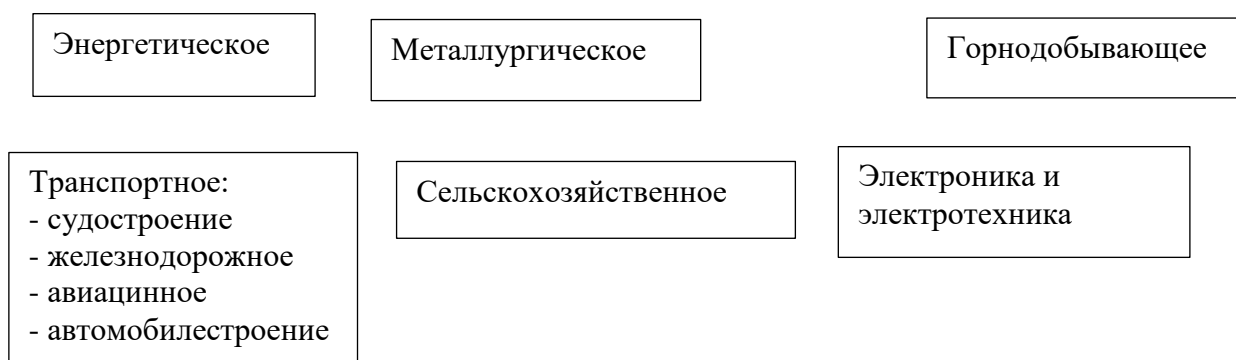 Энергетическое
Металлургическое
Горнодобывающее
Транспортное:
- судостроение
- железнодорожное
- авиацинное
- автомобилестроение
Сельскохозяйственное
Электроника и
электротехника